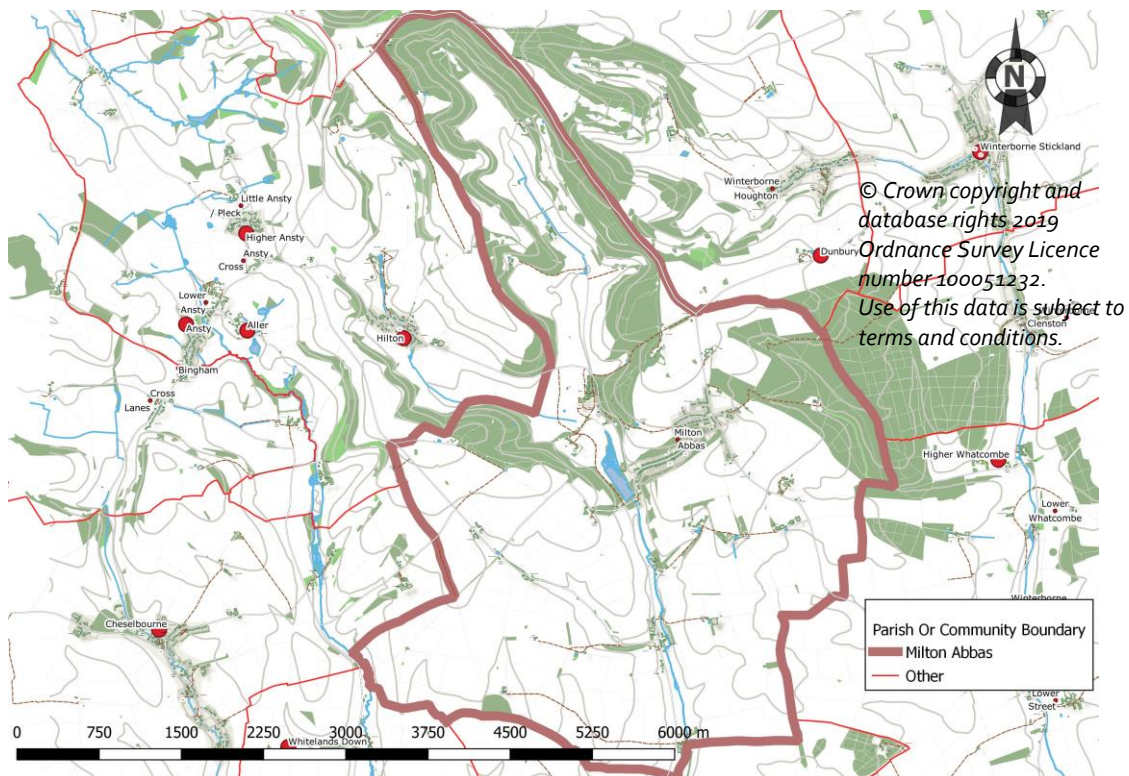 N
Winterborne Stickland
Winterborne
Houghton
© Crown copyright and
database rights 2019
Ordnance Survey Licence
number 100051232.
Use of this data is subject to
terms and conditions.
Little Ansty
/ Pleck
Higher Ansty
Ansty
Cross
Dunbury
Lower
Ansty
Ansty
Aller
Hilton
Clenston
Bingham
Cross
Lanes
Milton
Abbas
Higher Whatcombe
Lower
Whatcombe
Winterborne
Cheselbourne
Parish Or Community Boundary
Milton Abbas
Other
Lower
Street
Whitelands Down
0 750 1500 2250 3000 3750 4500 5250 6000 m